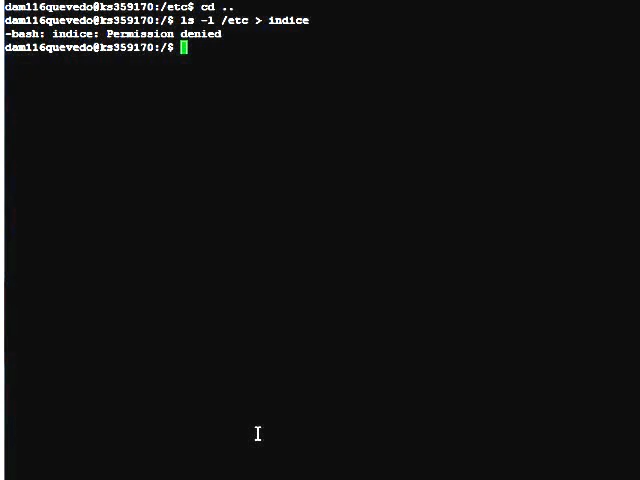 dam116quevedo@ks359170:/etc$ cd ..
dam116quevedo@ks359170:/$ ls -l /etc > indice
-bash: indice: Permission denied
dam116quevedo@ks359170:/$